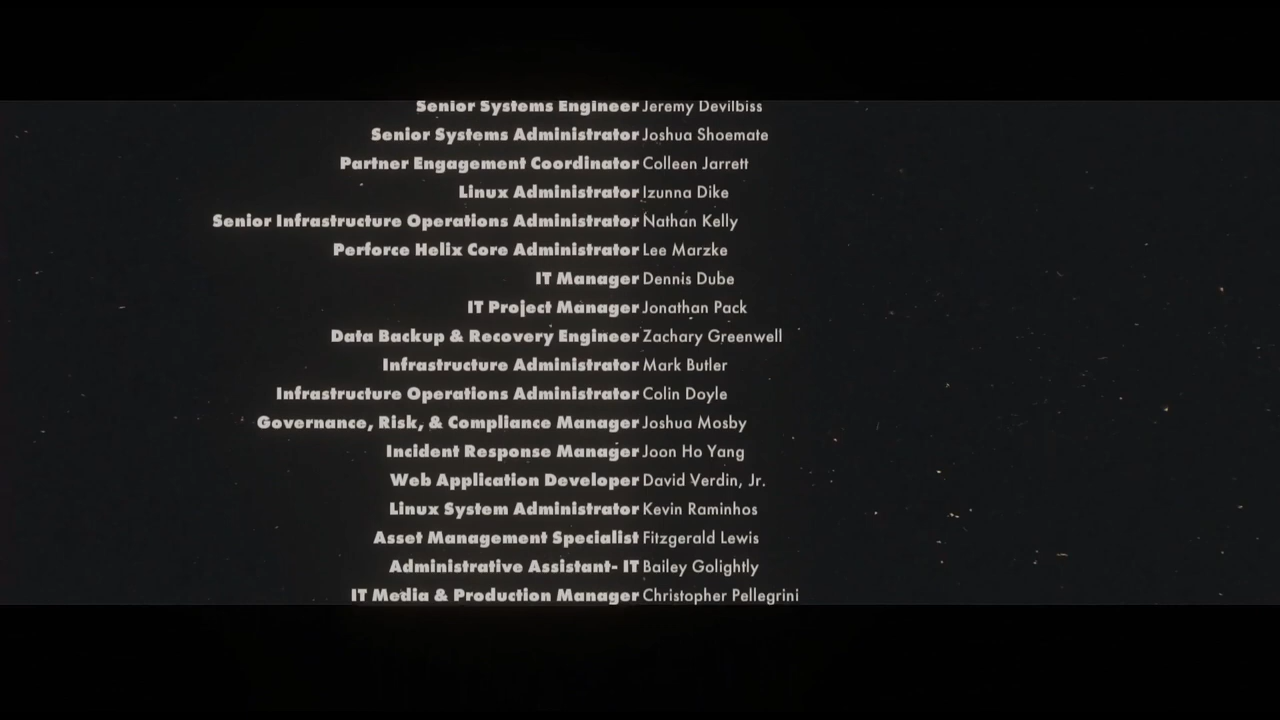 Senior Systems Engineer Jeremy Devilbiss
Senior Systems Administrator Joshua Shoemate
Partner Engagement Coordinator Colleen Jarrett
Linux Administrator Izunna Dike
Senior Infrastructure Operations Administrator Nathan Kelly
Perforce Helix Core Administrator Lee Marzke
IT Manager Dennis Dube
IT Project Manager Jonathan Pack
Data Backup & Recovery Engineer Zachary Greenwell
Infrastructure Administrator Mark Butler
Infrastructure Operations Administrator Colin Doyle
Governance, Risk, & Compliance Manager Joshua Mosby
Incident Response Manager Joon Ho Yang
Web Application Developer David Verdin, Jr.
Linux System Administrator Kevin Raminhos
Asset Management Specialist Fitzgerald Lewis
Administrative Assistant- IT Bailey Golightly
IT Media & Production Manager Christopher Pellegrini